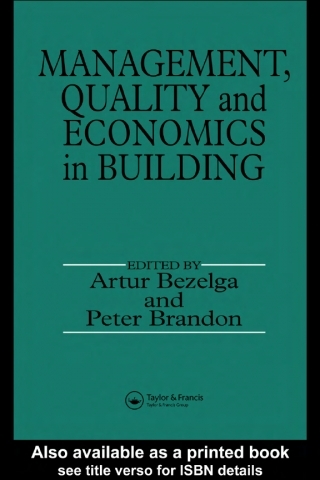 MANAGEMENT,
QUALITY and
ECONOMICS
in BUILDING
EDITED BY
Artur Bezelga
and
Peter Brandon
Taylor & Francis
Taylor & Francis Group
Also available as a printed book
see title verso for ISBN details